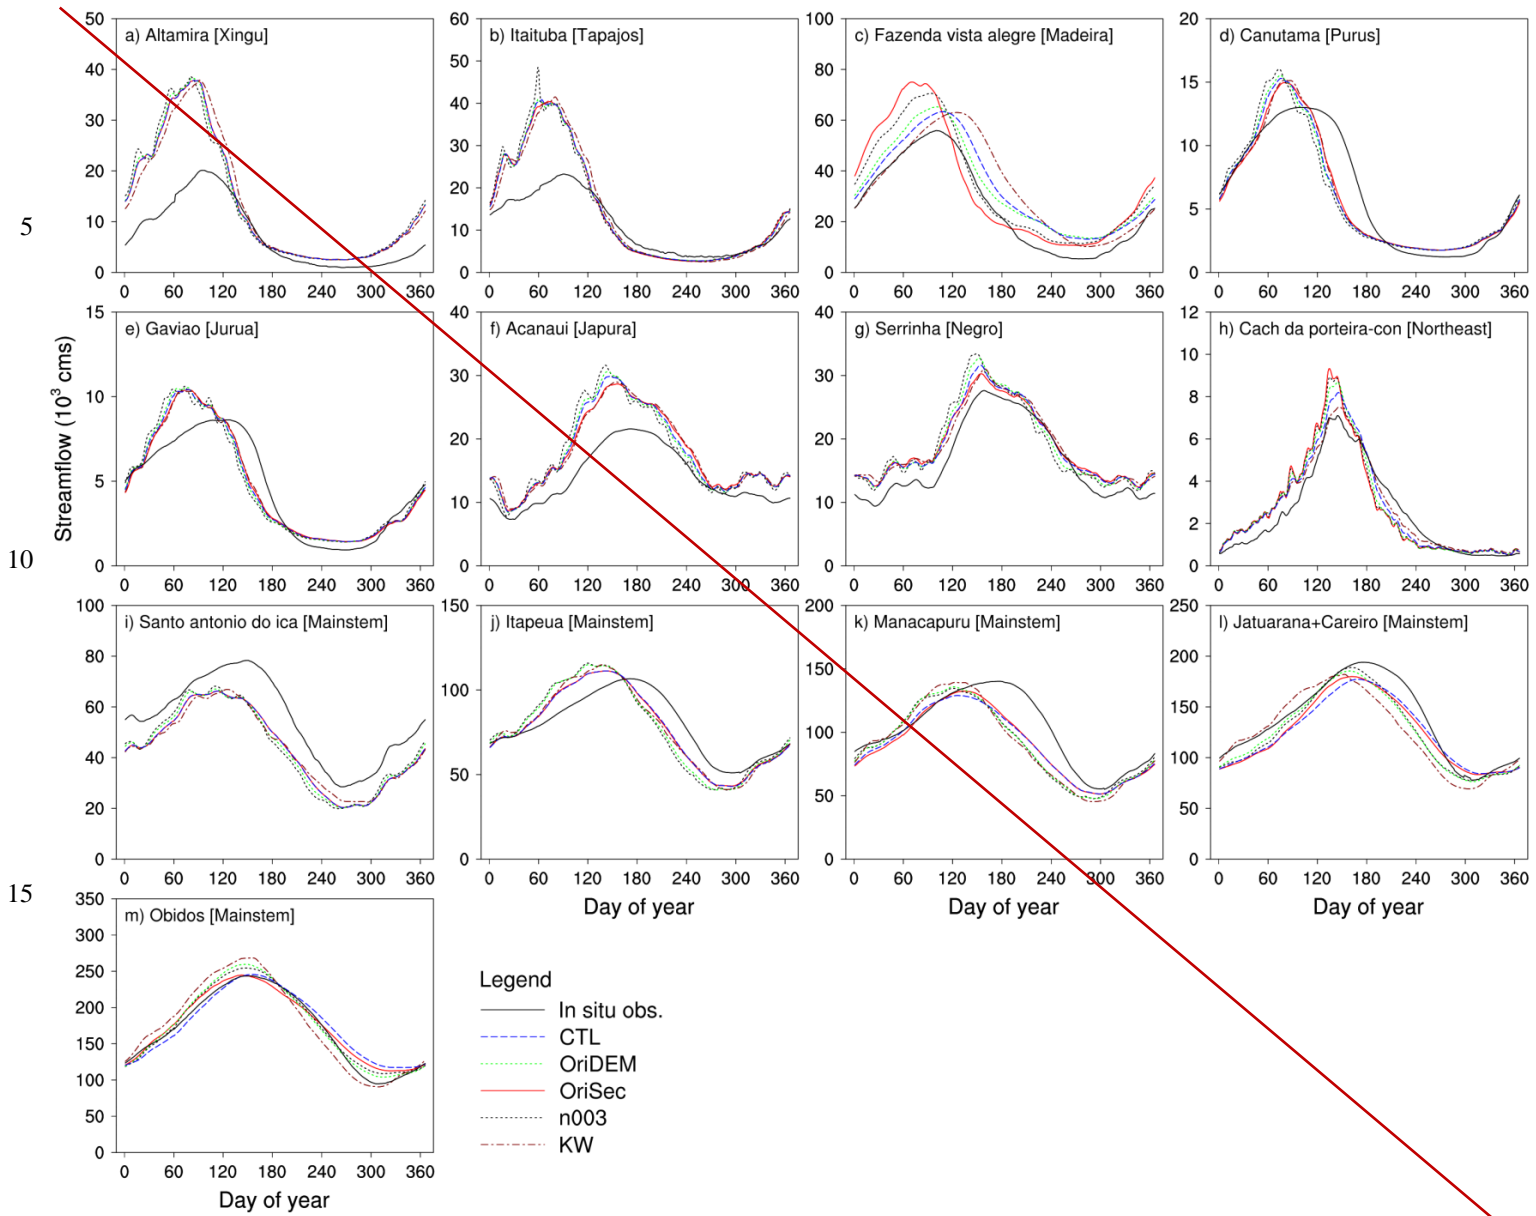 50 40 30 20 10 0
a) Altamira [Xingu]
0 60 120 180 240 300 360
60 50 40 30 20 10 0
b) Itaituba [Tapajos]
0 60 120 180 240 300 360
100 80 60 40 20 0
c) Fazenda vista alegre [Madeira]
0 60 120 180 240 300 360
20 15 10 5 0
d) Canutama [Purus]
0 60 120 180 240 300 360
5
Streamflow (10³ cms)
15 10 5 0
e) Gaviao [Jurua]
0 60 120 180 240 300 360
40 30 20 10 0
f) Acanaui [Japura]
0 60 120 180 240 300 360
40 30 20 10 0
g) Serrinha [Negro]
0 60 120 180 240 300 360
12 10 8 6 4 2 0
h) Cach da porteira-con [Northeast]
0 60 120 180 240 300 360
10
100 80 60 40 20 0
i) Santo antonio do ica [Mainstem]
0 60 120 180 240 300 360
150 100 50 0
j) Itapeua [Mainstem]
0 60 120 180 240 300 360
Day of year
200 150 100 50 0
k) Manacapuru [Mainstem]
0 60 120 180 240 300 360
Day of year
250 200 150 100 50 0
l) Jatuarana+Careiro [Mainstem]
0 60 120 180 240 300 360
Day of year
15
350 300 250 200 150 100 50 0
m) Obidos [Mainstem]
0 60 120 180 240 300 360
Day of year
Legend
In situ obs.
CTL
OriDEM
OriSec
n003
KW